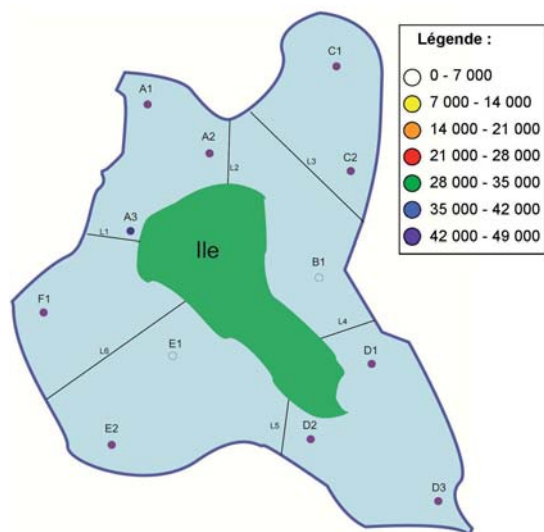 Légende :
0 - 7 000
7 000 - 14 000
14 000 - 21 000
21 000 - 28 000
28 000 - 35 000
35 000 - 42 000
42 000 - 49 000
C1
A1
A2
L2
L3
C2
A3
L1
Ile
B1
F1
L4
L6
E1
D1
L5
D2
E2
D3